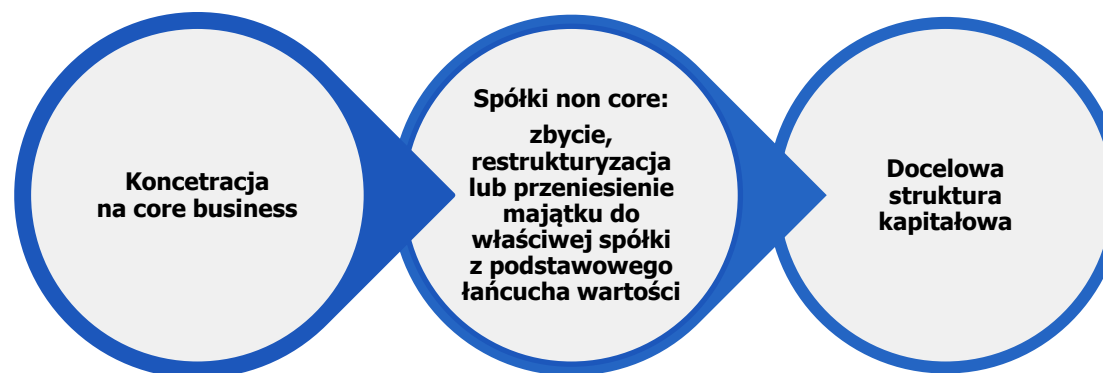 Koncetracja
na core business
Spółki non core:
zbycie,
restrukturyzacja
lub przeniesienie
majątku do
właściwej spółki
z podstawowego
łańcucha wartości
Docelowa
struktura
kapitałowa